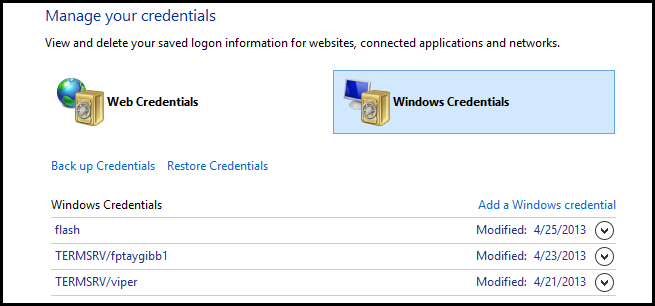 Manage your credentials
View and delete your saved logon information for websites, connected applications and networks.
Web Credentials
Windows Credentials
Back up Credentials Restore Credentials
Windows Credentials Add a Windows credential
flash Modified: 4/25/2013
TERMSRV/fptaygibb1 Modified: 4/23/2013
TERMSRV/viper Modified: 4/21/2013